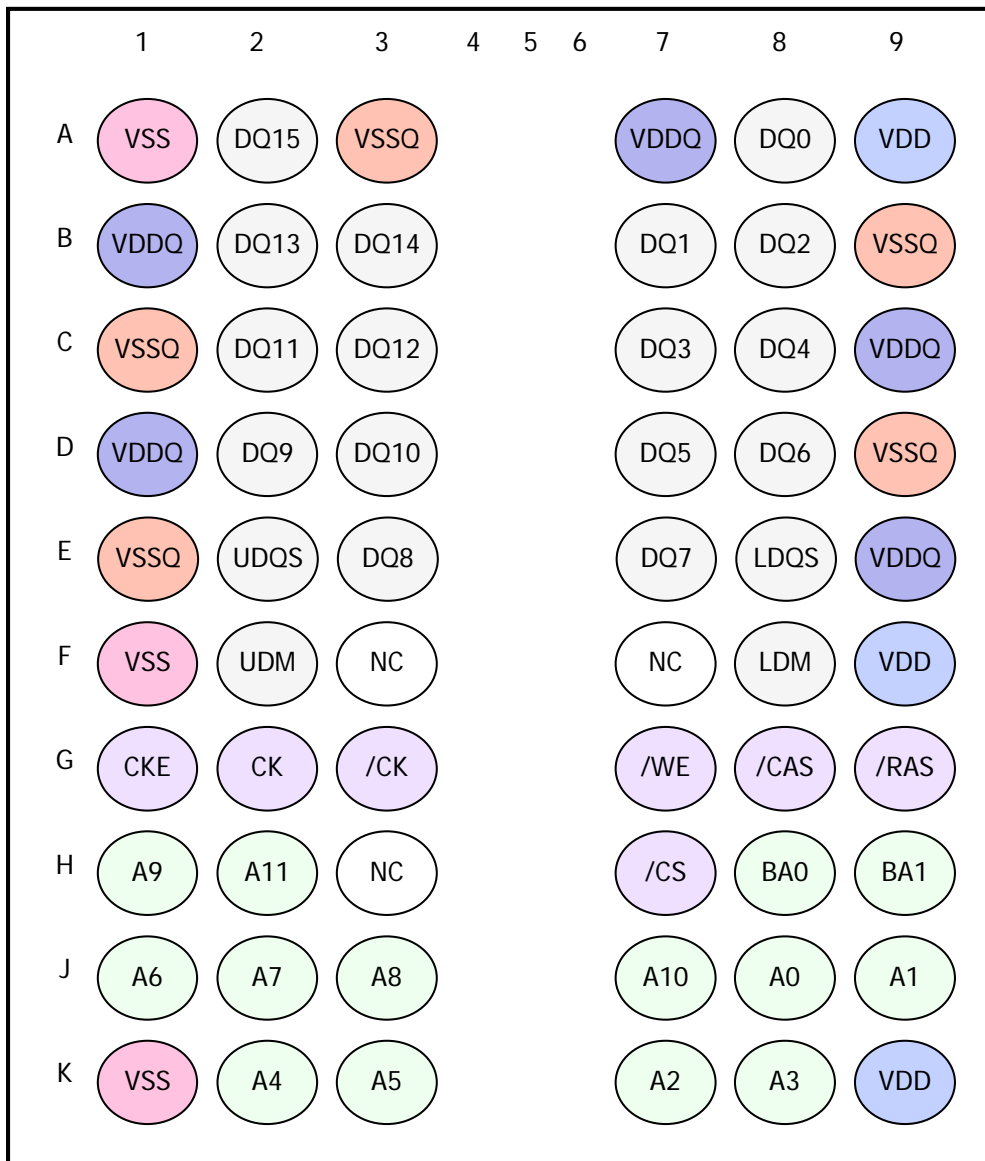 1 2 3 4 5 6 7 8 9
A VSS DQ15 VSSQ VDDQ DQ0 VDD
B VDDQ DQ13 DQ14 DQ1 DQ2 VSSQ
C VSSQ DQ11 DQ12 DQ3 DQ4 VDDQ
D VDDQ DQ9 DQ10 DQ5 DQ6 VSSQ
E VSSQ UDQS DQ8 DQ7 LDQS VDDQ
F VSS UDM NC NC LDM VDD
G CKE CK /CK /WE /CAS /RAS
H A9 A11 NC /CS BA0 BA1
J A6 A7 A8 A10 A0 A1
K VSS A4 A5 A2 A3 VDD